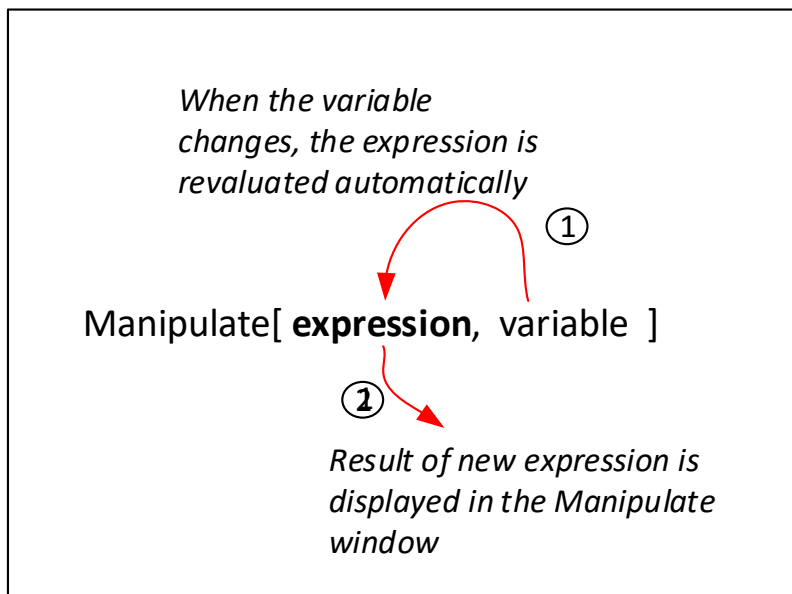 When the variable
changes, the expression is
revaluated automatically
1
Manipulate[ expression, variable ]
2
Result of new expression is
displayed in the Manipulate
window